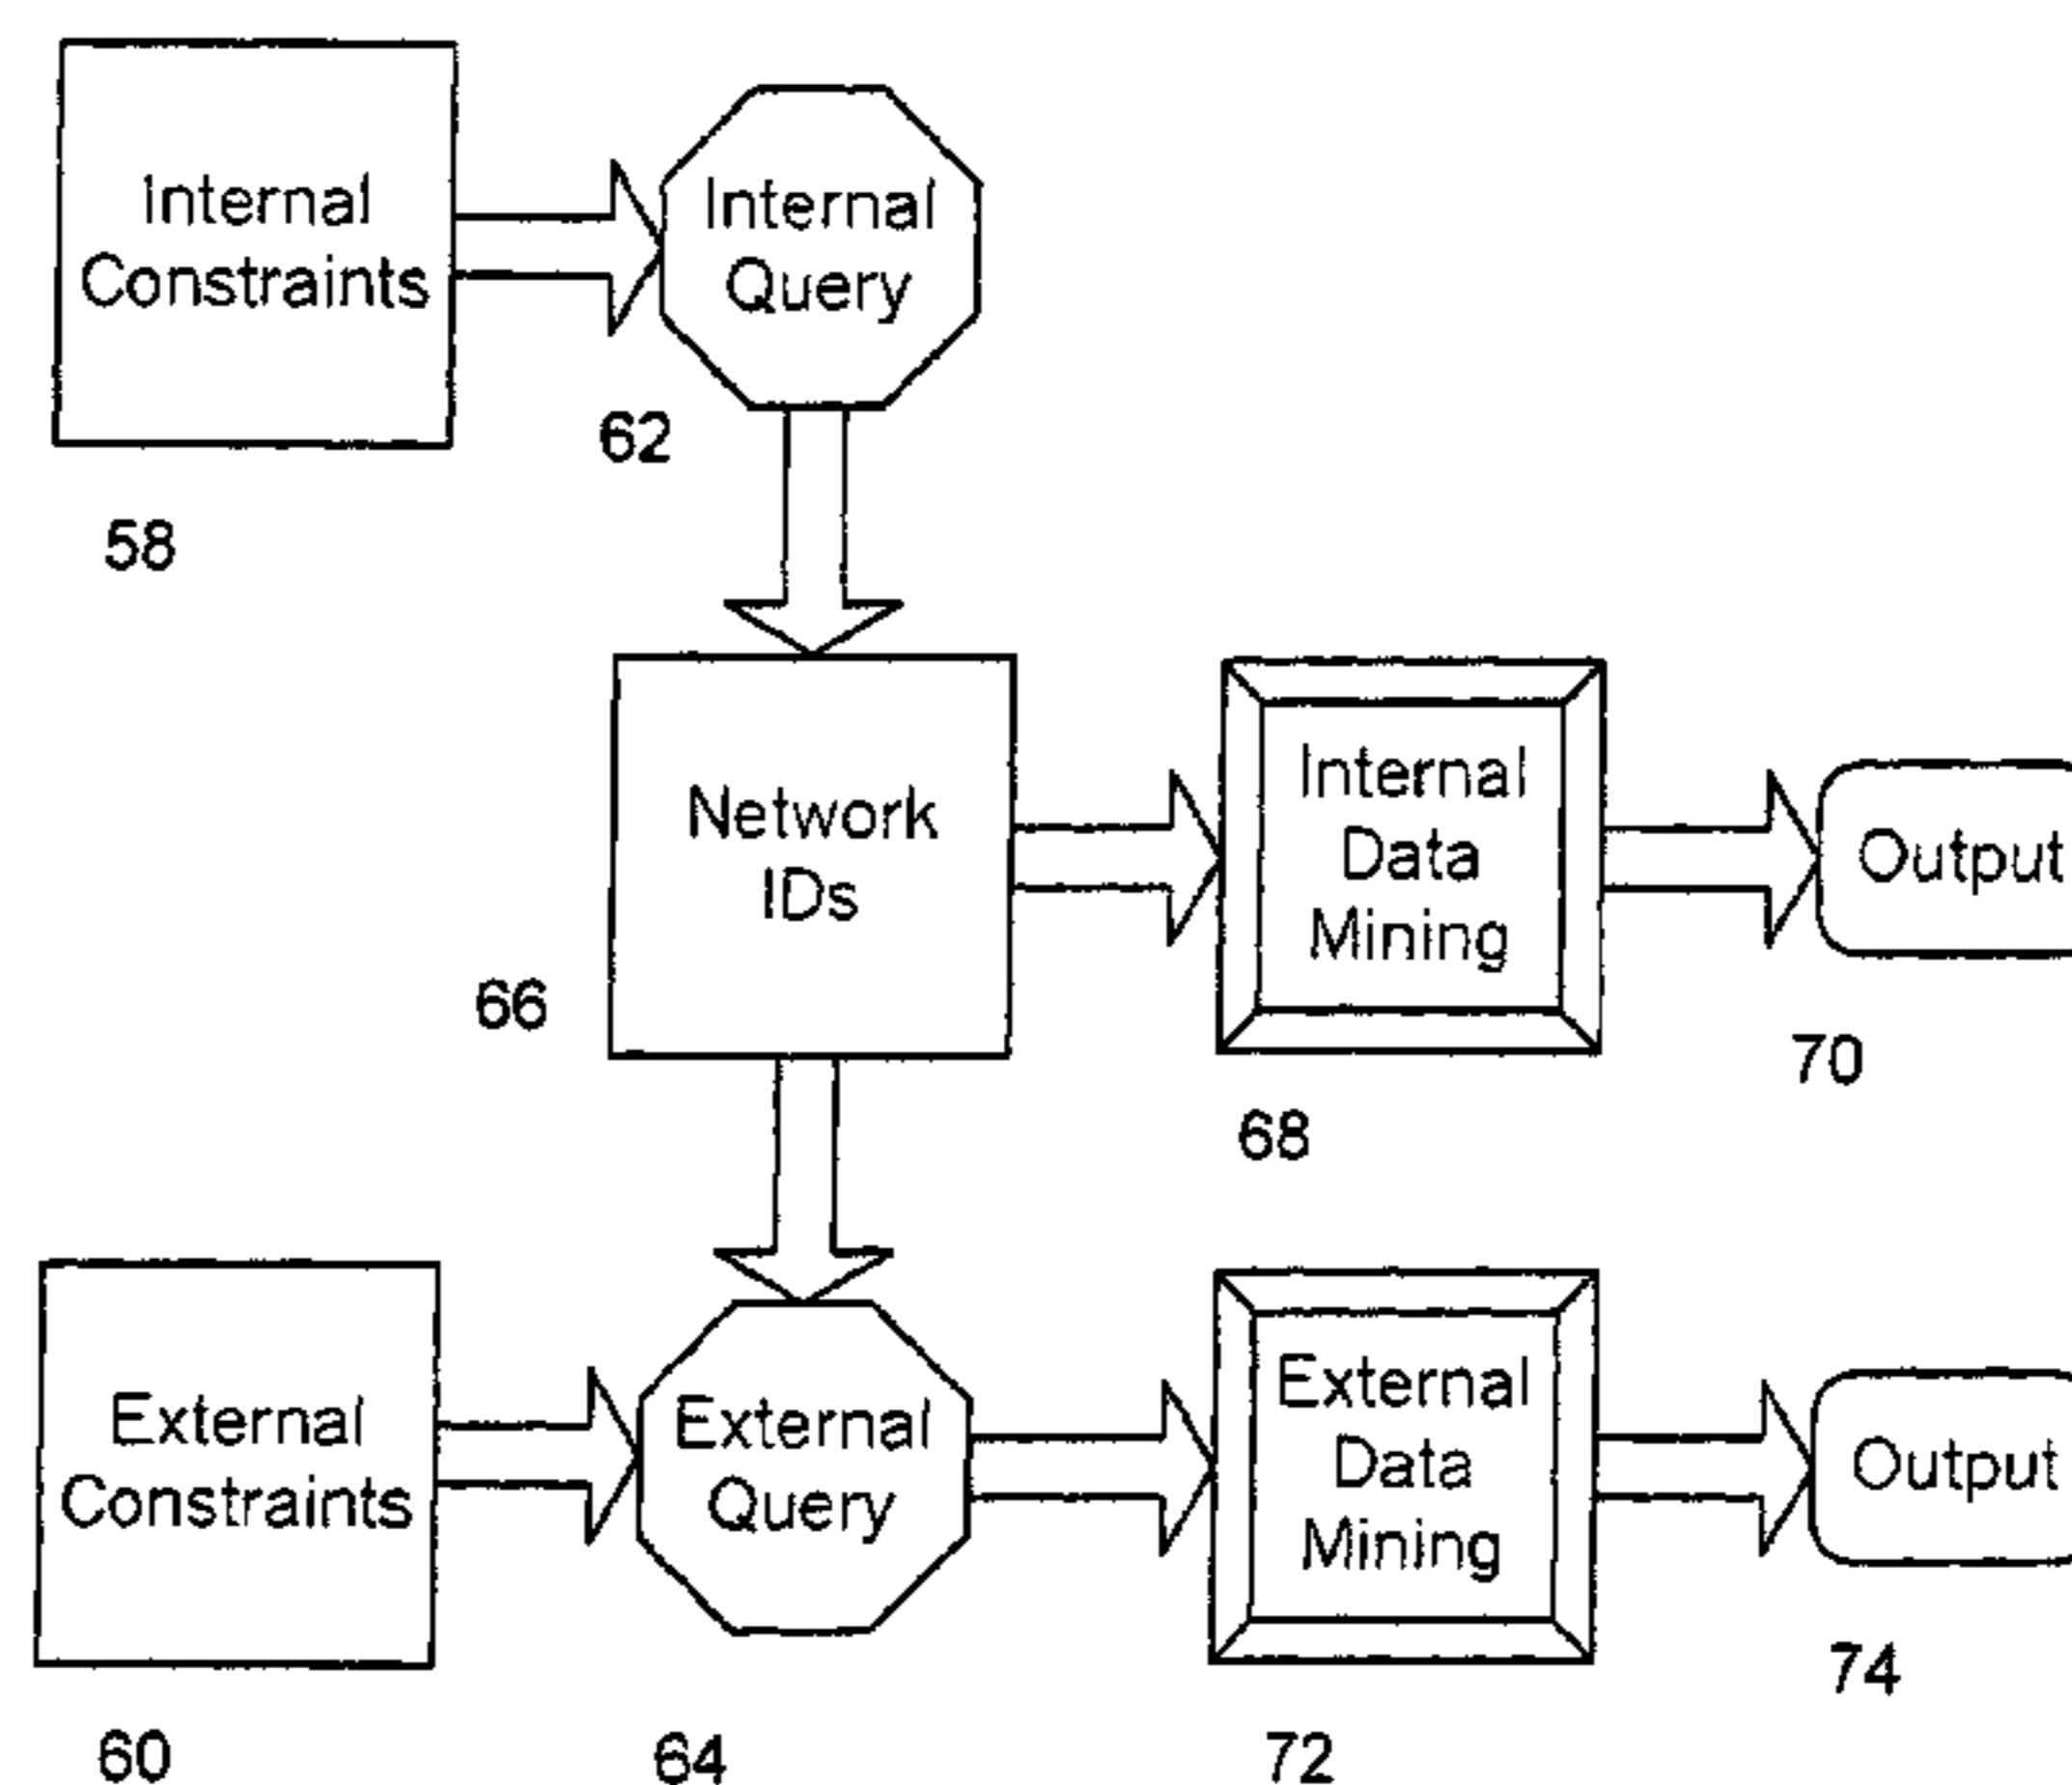 Internal
Constraints
58
Internal
Query
62
Network
IDs
66
Internal
Data
Mining
68
Output
70
External
Constraints
60
External
Query
64
External
Data
Mining
72
Output
74